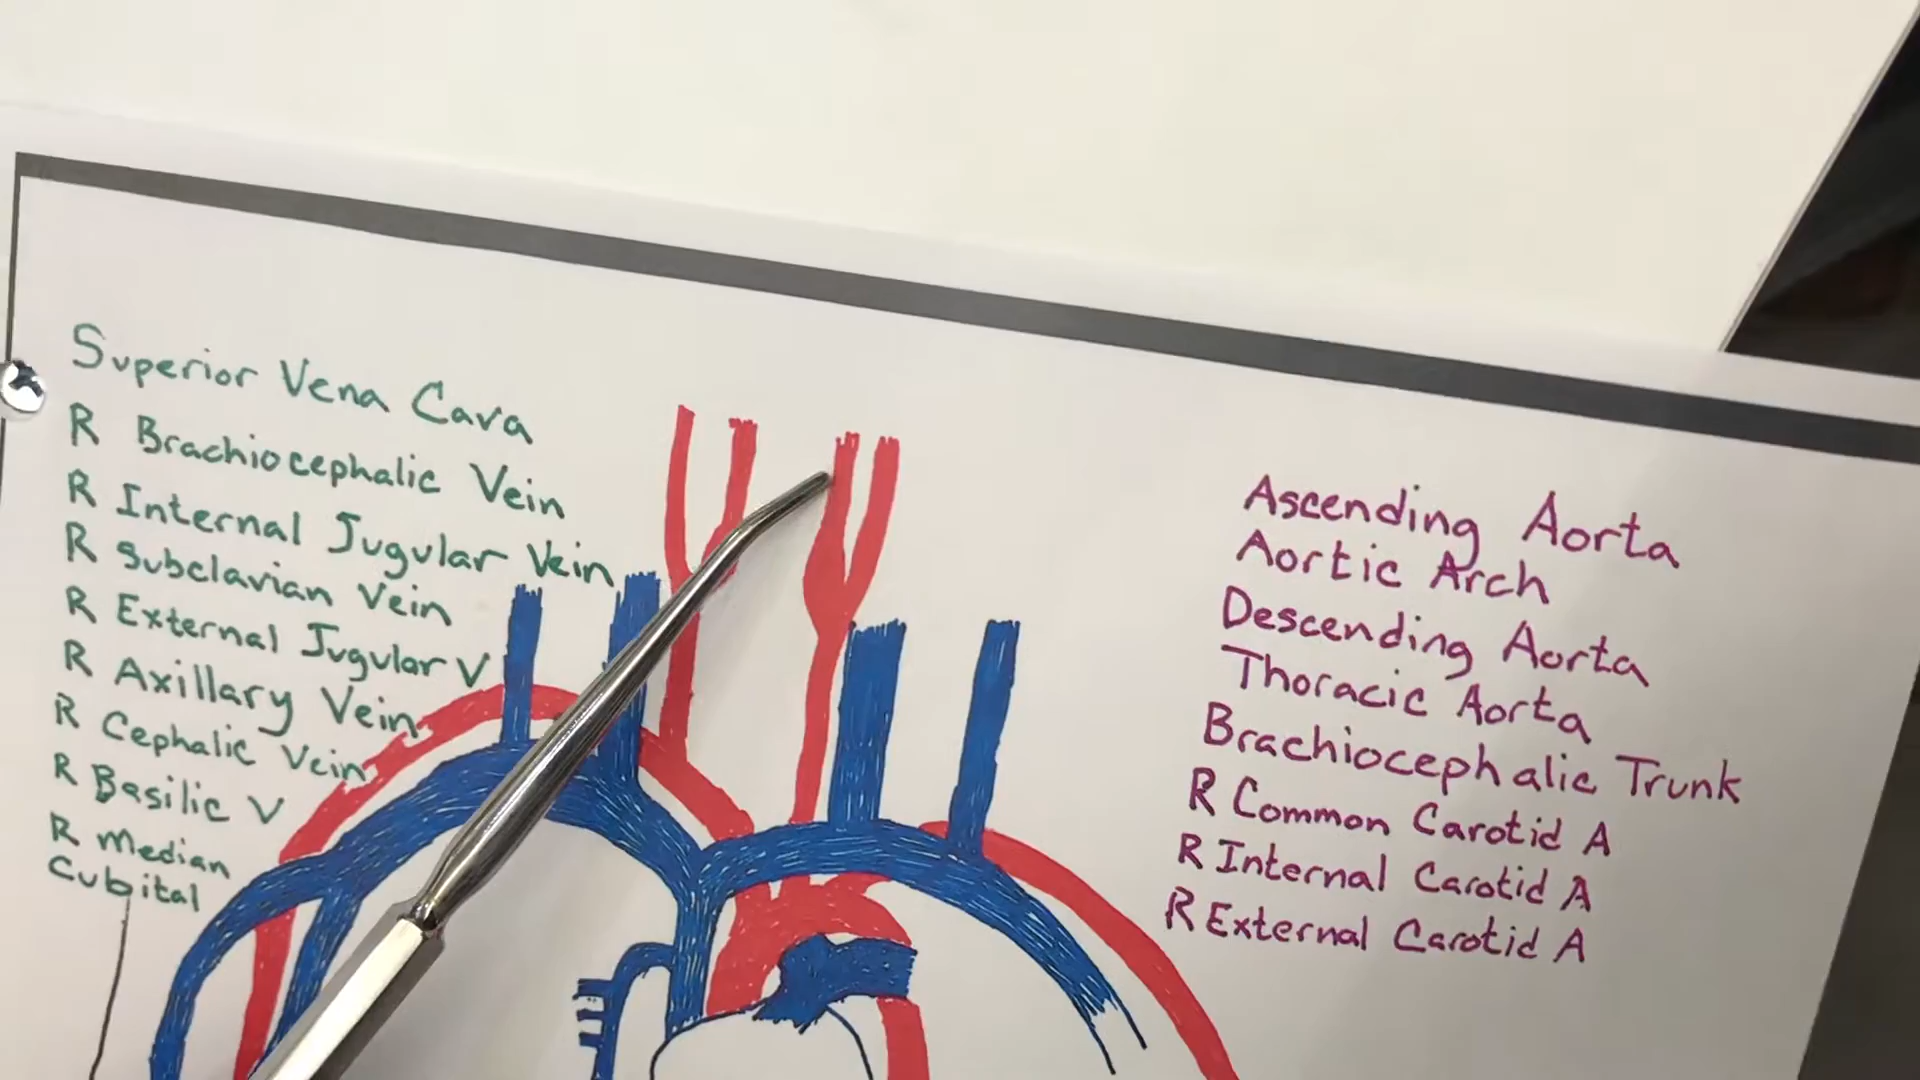 Superior Vena Cava
R Brachiocephalic Vein
R Internal Jugular Vein
R Subclavian Vein
R External Jugular V
R Axillary Vein
R Cephalic Vein
R Basilic V
R Median
Cubital
Ascending Aorta
Aortic Arch
Descending Aorta
Thoracic Aorta
Brachiocephalic Trunk
R Common Carotid A
R Internal Carotid A
R External Carotid A